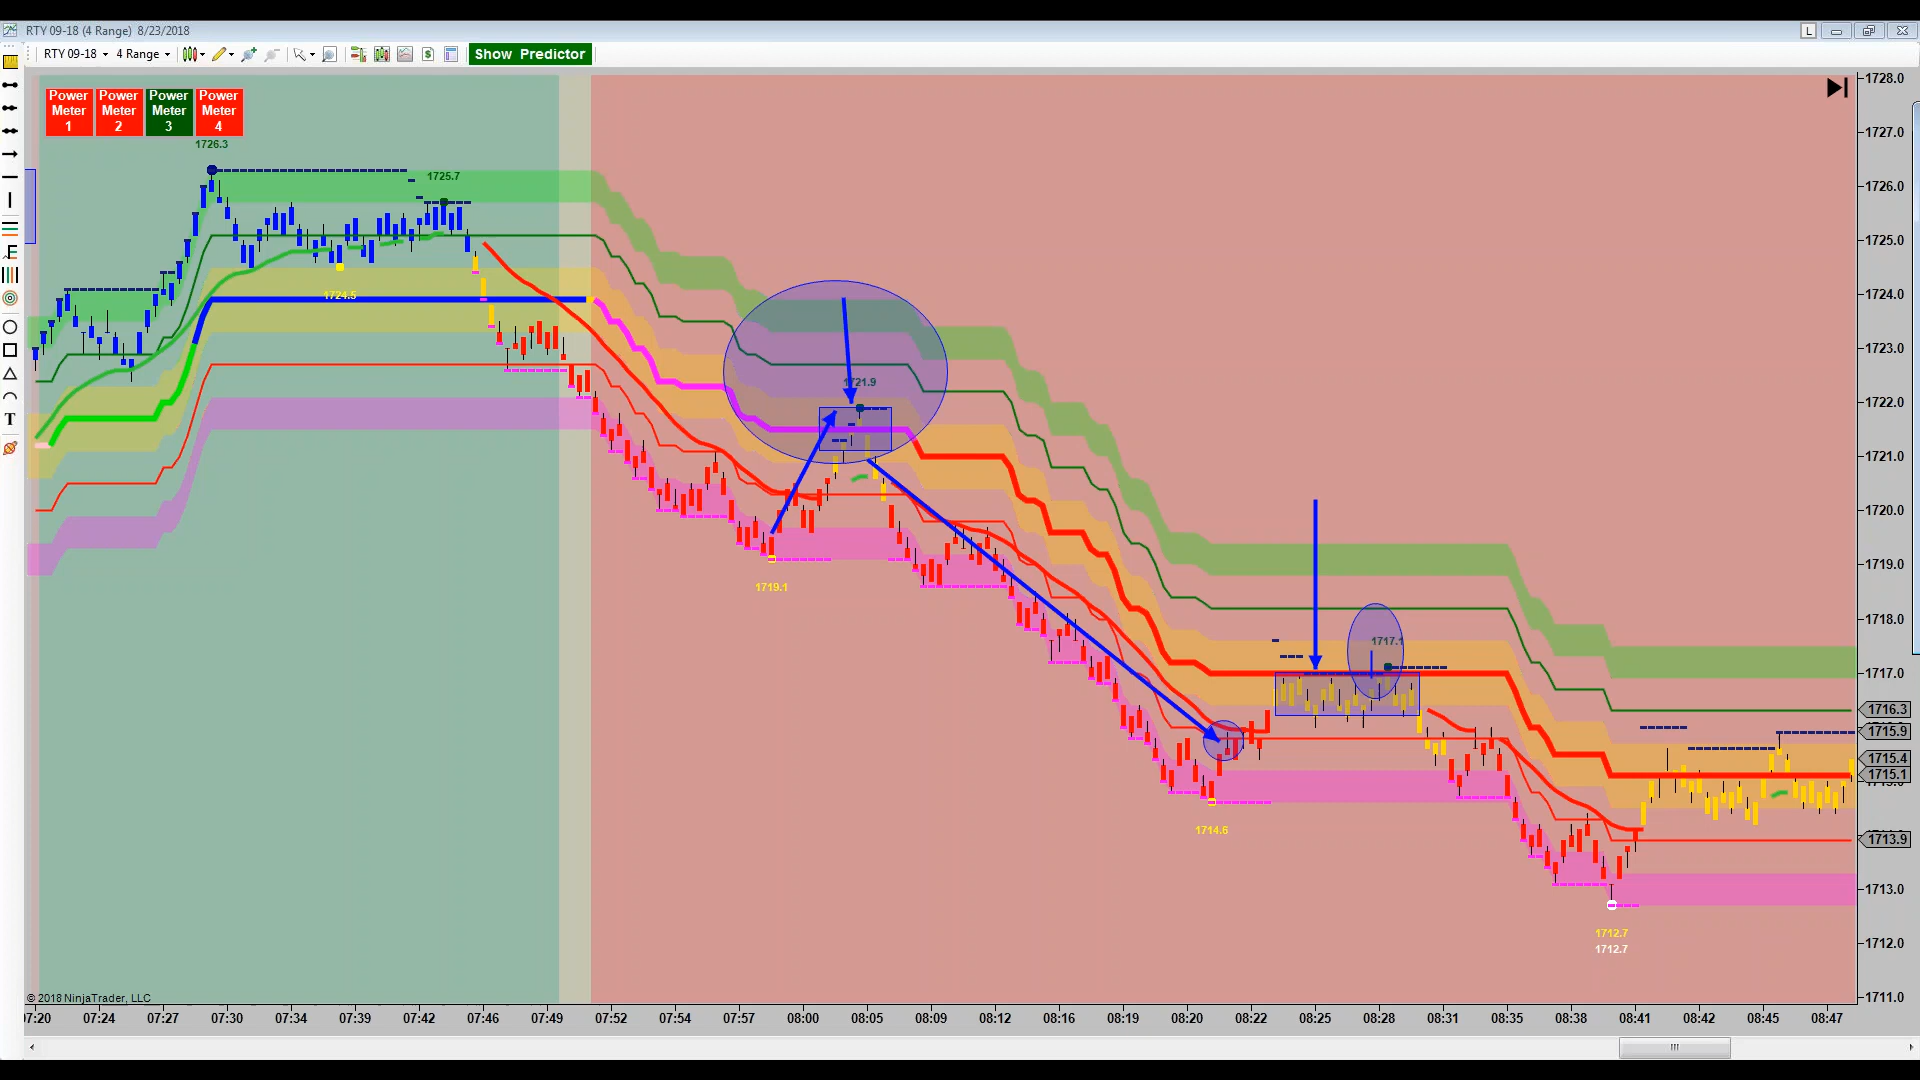 RTY 09-18 (4 Range) 8/23/2018
L
RTY 09-18 4 Range Show Predictor
F
T
Power Meter 1
Power Meter 2
Power Meter 3
Power Meter 4
1726.3
1725.7
1724.5
1721.9
1719.1
1717.1
1714.6
1712.7
1712.7
1728.0
1727.0
1726.0
1725.0
1724.0
1723.0
1722.0
1721.0
1720.0
1719.0
1718.0
1717.0
1716.3
1715.9
1715.4
1715.1
1713.9
1713.0
1712.0
1711.0
© 2018 NinjaTrader, LLC
07:20 07:24 07:27 07:30 07:34 07:39 07:42 07:46 07:49 07:52 07:54 07:57 08:00 08:05 08:09 08:12 08:16 08:19 08:20 08:22 08:25 08:28 08:31 08:35 08:38 08:41 08:42 08:45 08:47